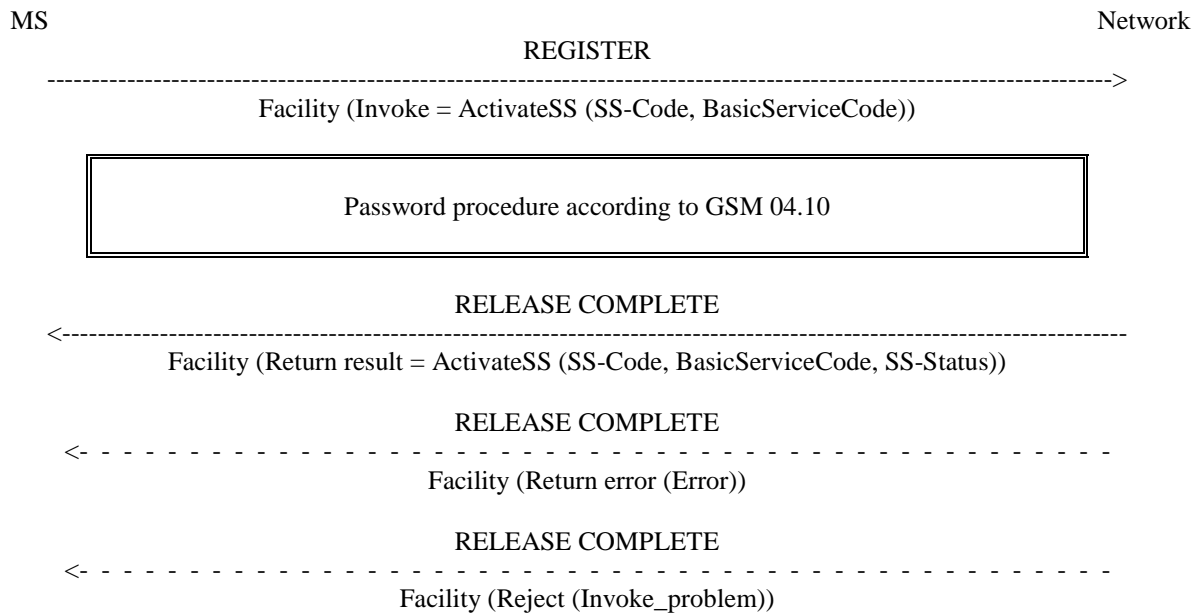 MS Network
REGISTER
------------------------------------------------------------------------------------------------------------------------>
Facility (Invoke = ActivateSS (SS-Code, BasicServiceCode))
Password procedure according to GSM 04.10
RELEASE COMPLETE
<------------------------------------------------------------------------------------------------------------------------
Facility (Return result = ActivateSS (SS-Code, BasicServiceCode, SS-Status))
RELEASE COMPLETE
<- - - - - - - - - - - - - - - - - - - - - - - - - - - - - - - - - - - - - - - - - - - -
Facility (Return error (Error))
RELEASE COMPLETE
<- - - - - - - - - - - - - - - - - - - - - - - - - - - - - - - - - - - - - - - - - - - -
Facility (Reject (Invoke_problem))